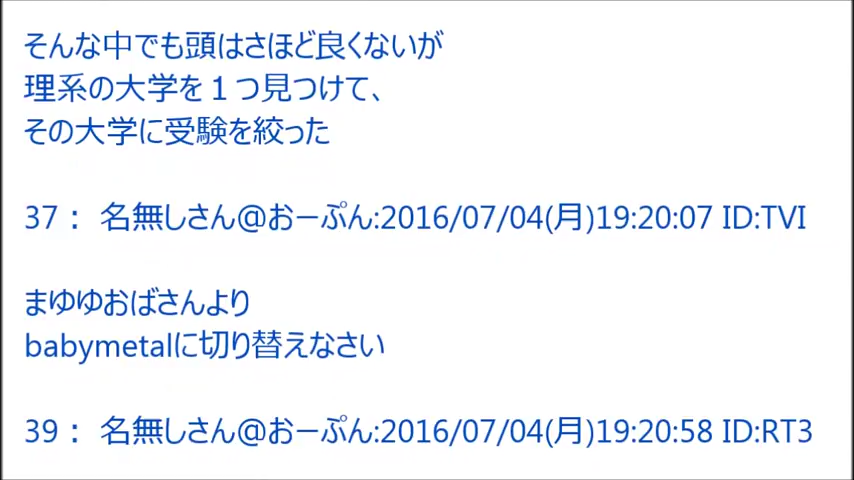 そんな中でも頭はさほど良くないが
理系の大学を１つ見つけて、
その大学に受験を絞った
37： 名無しさん@おーぷん:2016/07/04(月)19:20:07 ID:TVI
まゆゆおばさんより
babymetalに切り替えなさい
39： 名無しさん@おーぷん:2016/07/04(月)19:20:58 ID:RT3